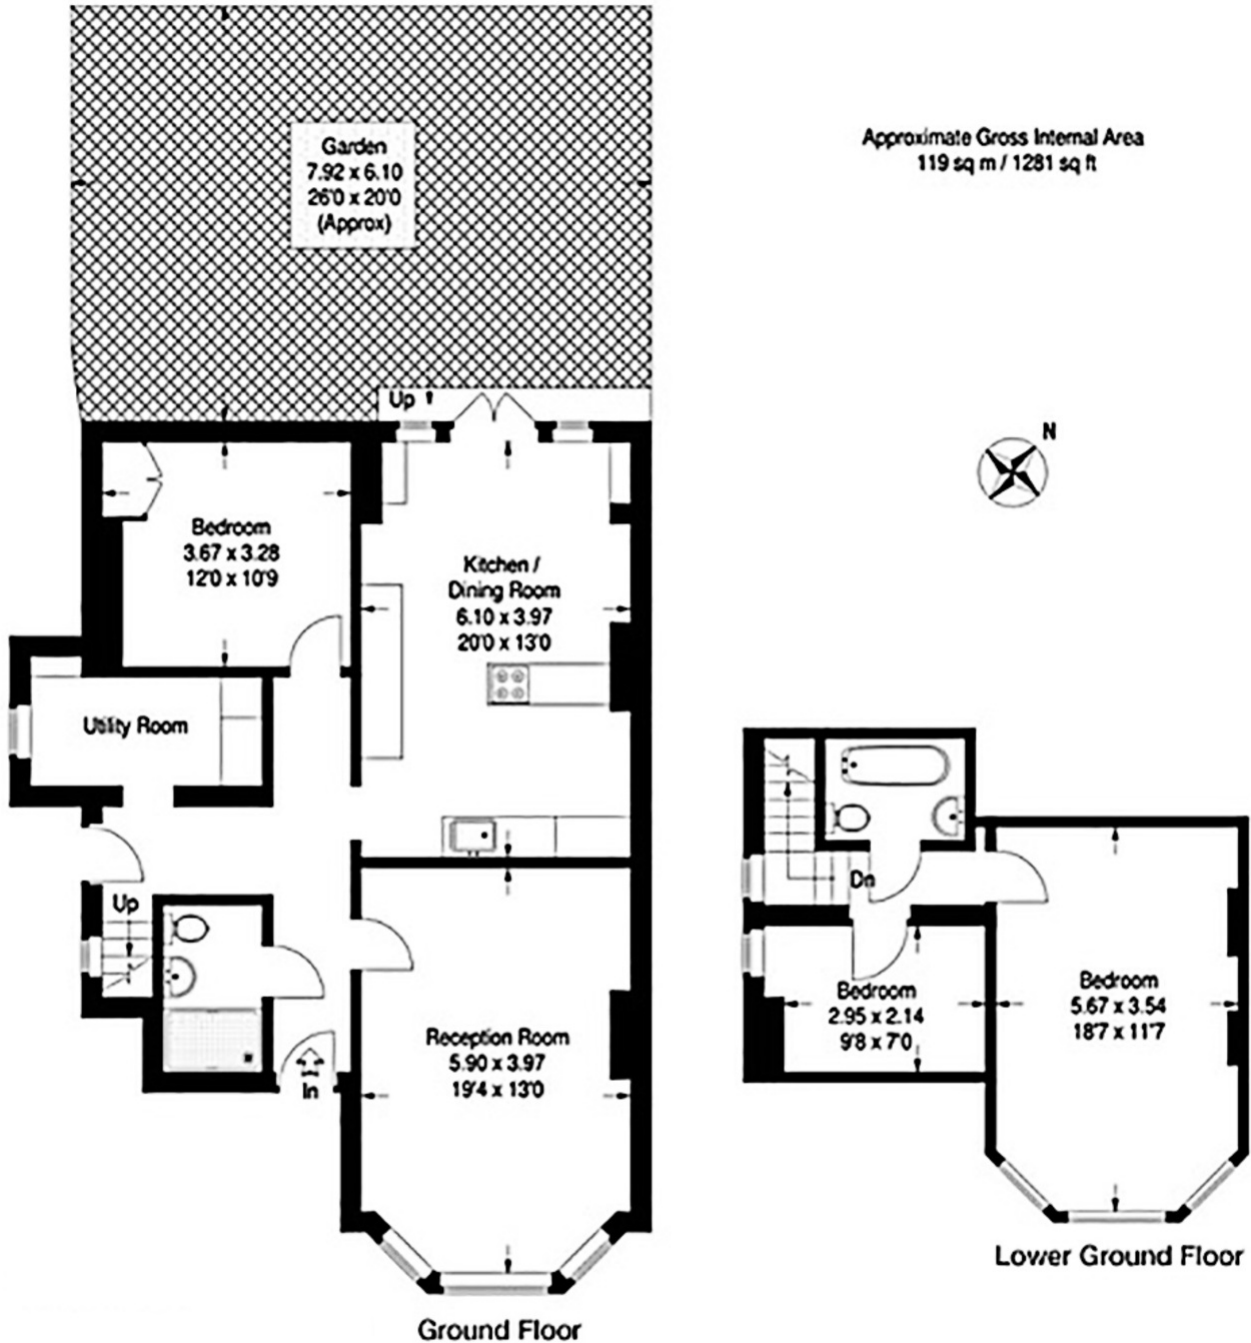 Garden
7.92 x 6.10
26'0 x 20'0
(Approx)
Approximate Gross Internal Area
119 sq m / 1281 sq ft
Up
N
Bedroom
3.67 x 3.28
12'0 x 10'9
Kitchen /
Dining Room
6.10 x 3.97
20'0 x 13'0
Utility Room
Up
Reception Room
5.90 x 3.97
19'4 x 13'0
In
Ground Floor
Dn
Bedroom
2.95 x 2.14
9'8 x 7'0
Bedroom
5.67 x 3.54
18'7 x 11'7
Lower Ground Floor